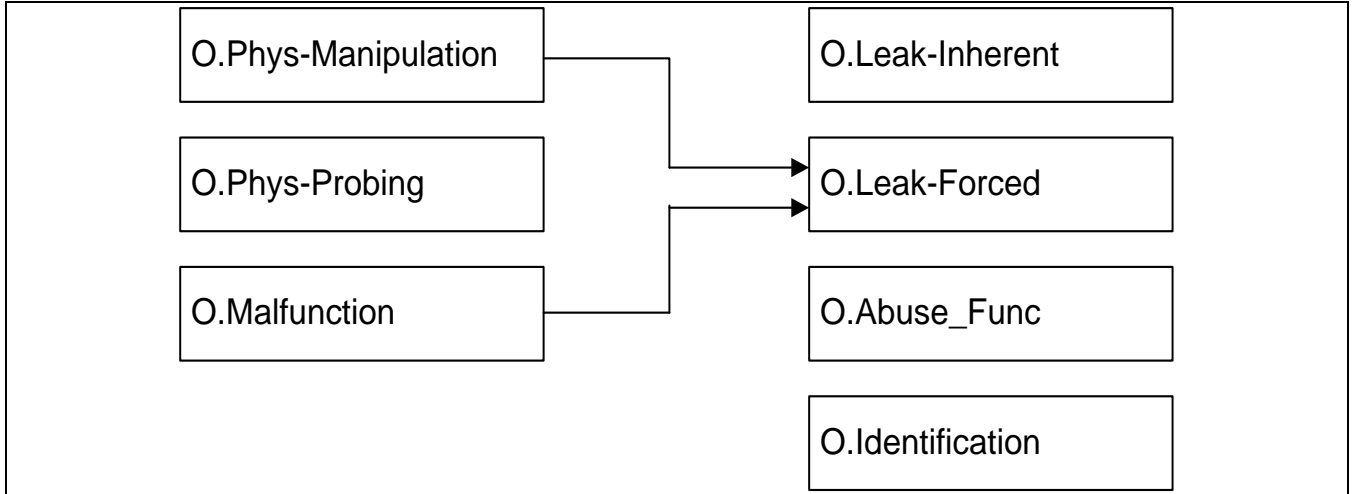 O.Phys-Manipulation
O.Leak-Inherent
O.Phys-Probing
O.Leak-Forced
O.Malfunction
O.Abuse_Func
O.Identification